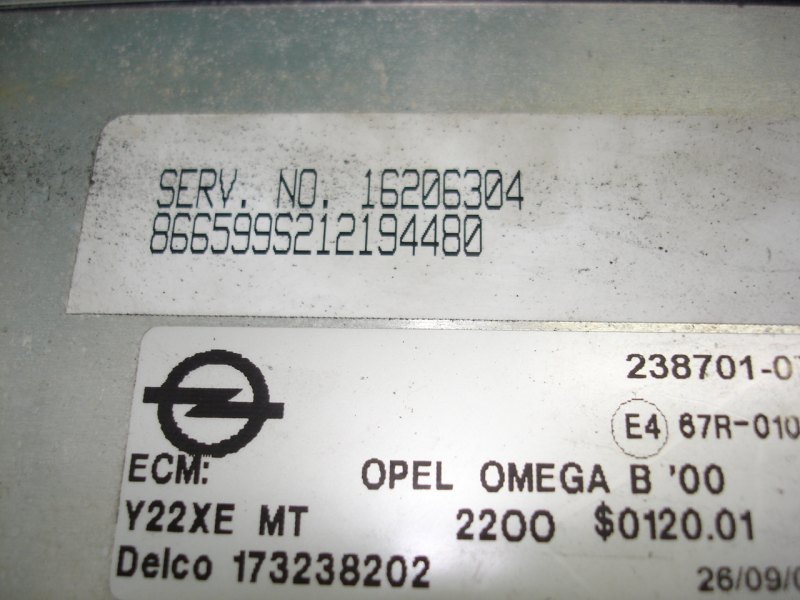 SERV. NO. 16206304
866599S212194480
238701-0
E4 67R-010
ECM: OPEL OMEGA B '00
Y22XE MT 2200 $0120.01
Delco 173238202
26/09/0